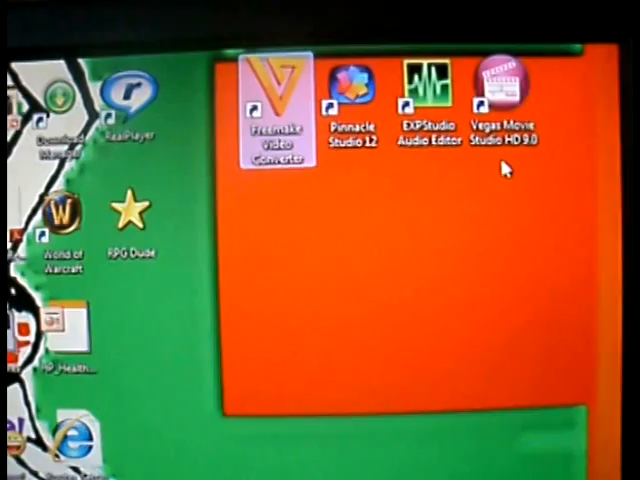 Download
Manager
RealPlayer
Freemake
Video
Converter
Pinnacle
Studio 12
EXPStudio
Audio Editor
Vegas Movie
Studio HD 9.0
World of
Warcraft
RPG Dude
HP_Health...